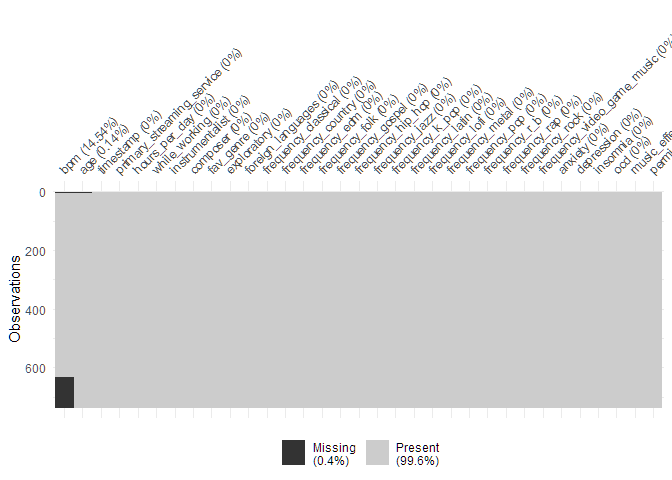 bpm (14.54%)
age (0.14%)
timestamp (0%)
primary_streaming_service (0%)
hours_per_day (0%)
while_working (0%)
instrumentalist (0%)
composer (0%)
fav_genre (0%)
exploratory (0%)
foreign_languages (0%)
frequency_classical (0%)
frequency_country (0%)
frequency_edm (0%)
frequency_folk (0%)
frequency_gospel (0%)
frequency_hip_hop (0%)
frequency_jazz (0%)
frequency_k_pop (0%)
frequency_latin (0%)
frequency_lofi (0%)
frequency_metal (0%)
frequency_pop (0%)
frequency_r_b (0%)
frequency_rap (0%)
frequency_rock (0%)
frequency_video_game_music (0%)
anxiety (0%)
depression (0%)
insomnia (0%)
ocd (0%)
music_effe
permi
0
200
400
600
Observations
Missing
(0.4%)
Present
(99.6%)